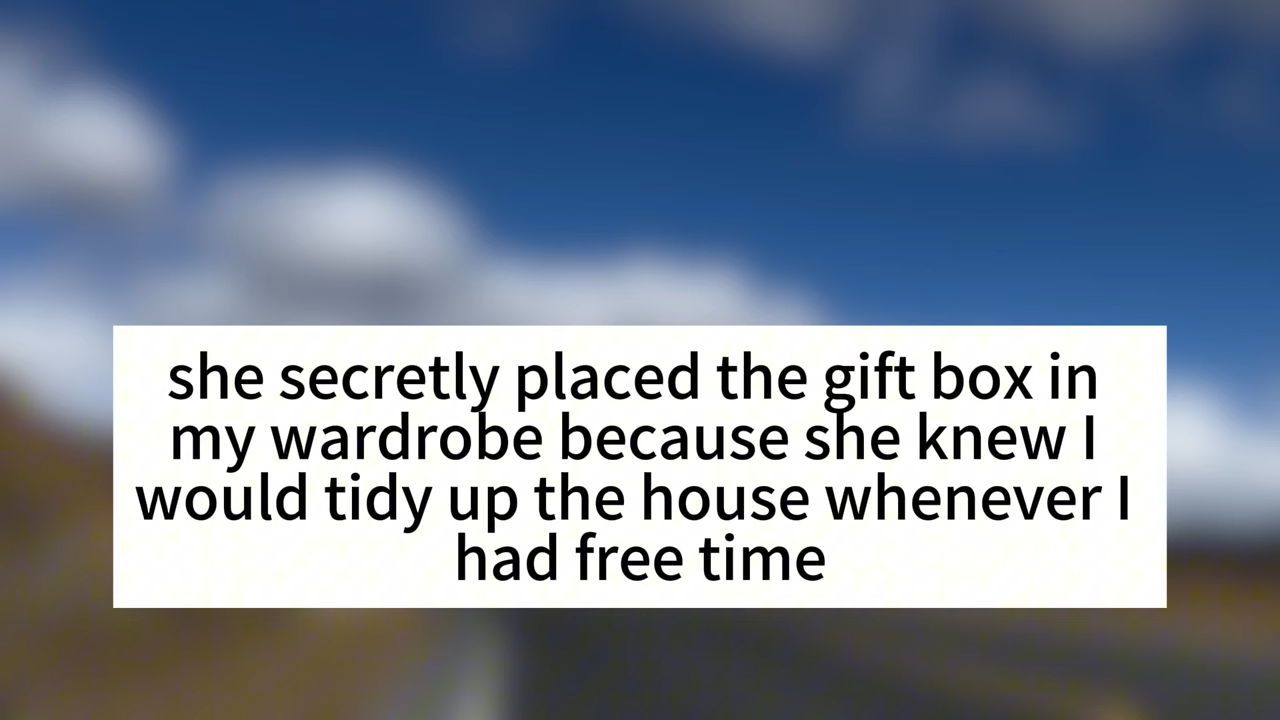 she secretly placed the gift box in
my wardrobe because she knew I
would tidy up the house whenever I
had free time